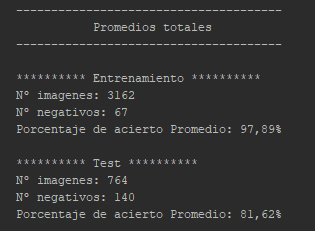 ---------------------------------------
Promedios totales
---------------------------------------
********** Entrenamiento **********
Nº imagenes: 3162
Nº negativos: 67
Porcentaje de acierto Promedio: 97,89%
********** Test **********
Nº imagenes: 764
Nº negativos: 140
Porcentaje de acierto Promedio: 81,62%